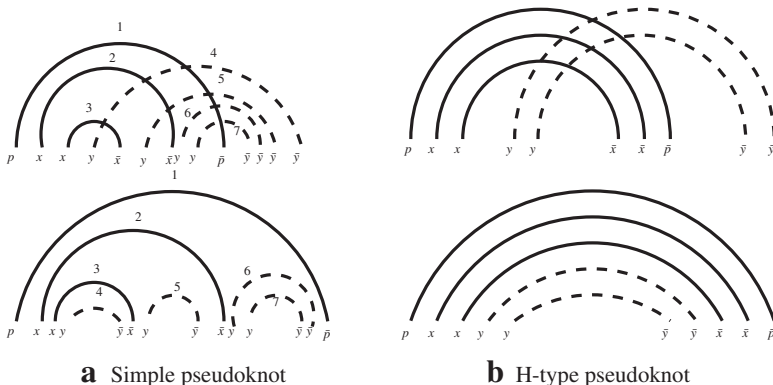 1
4
2
5
3
6
7
p x x y x̄ y x̄ y y p̄ ȳ ȳ ȳ ȳ
p x x y y x̄ x̄ p̄ ȳ ȳ
1
2
6
3
4
5
7
p x x y ȳ x̄ y ȳ x̄ y y ȳ ȳ p̄
p x x y y ȳ ȳ x̄ x̄ p̄
a Simple pseudoknot
b H-type pseudoknot